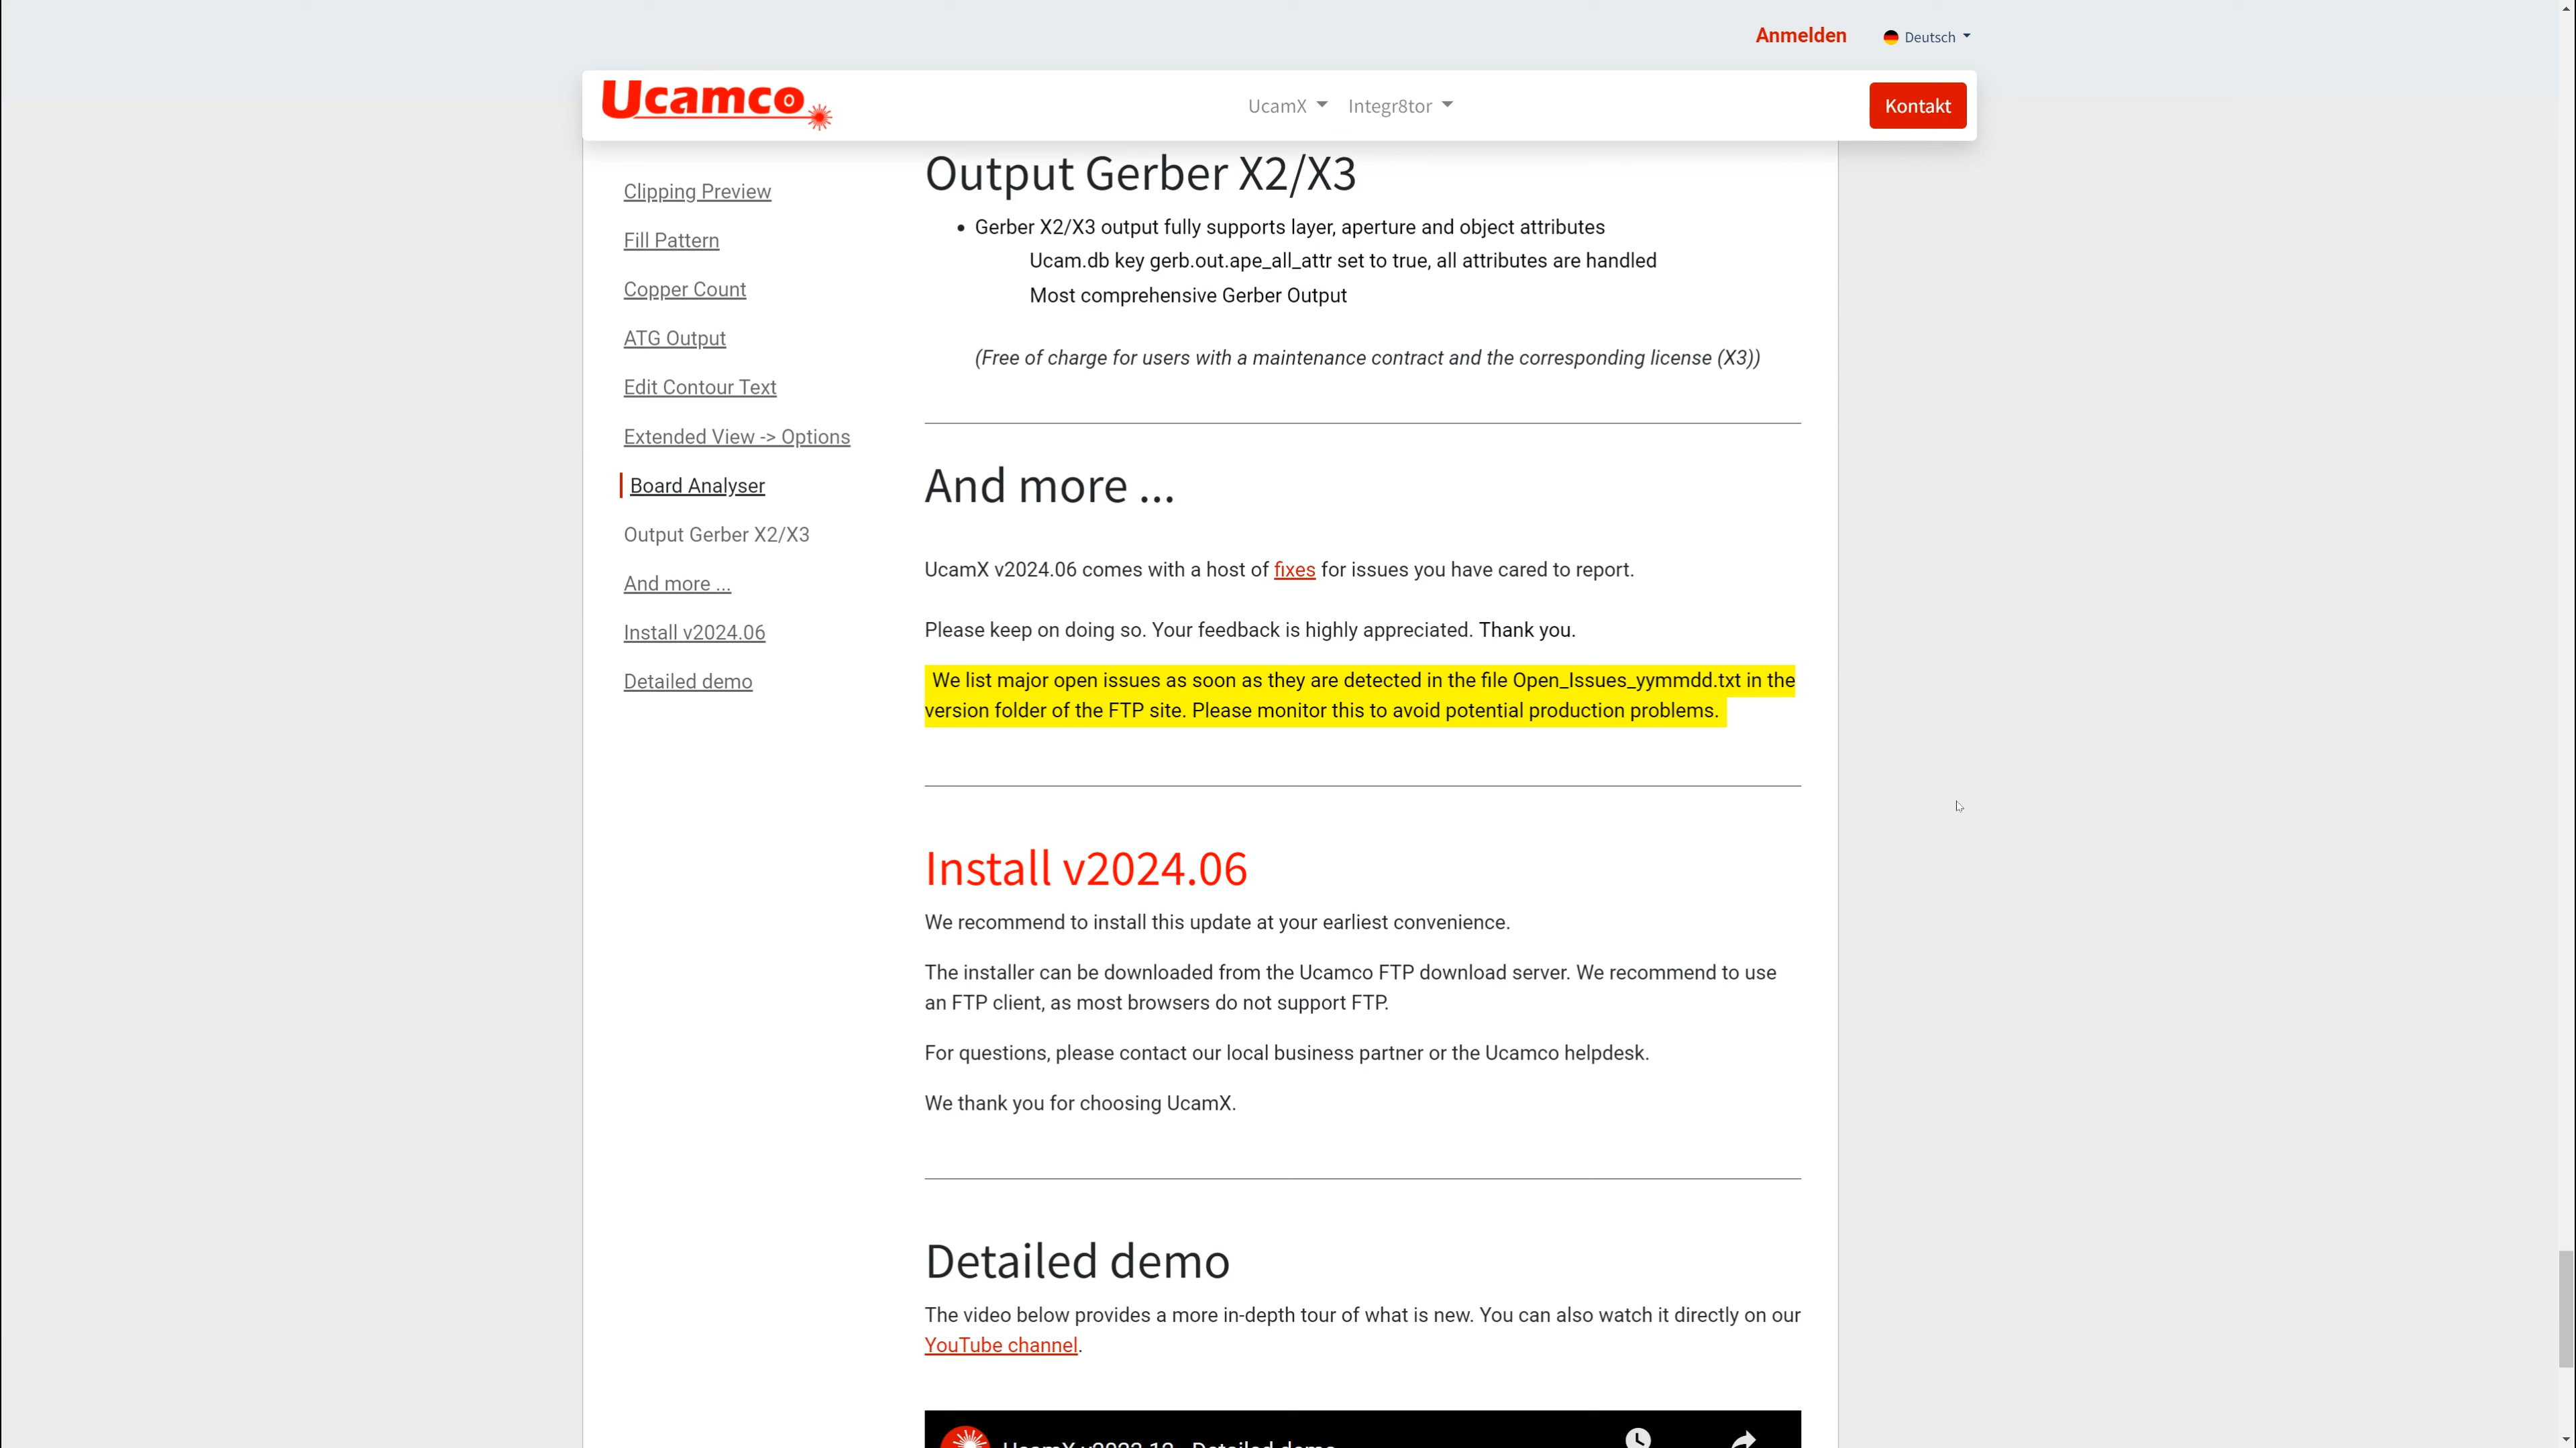 Anmelden
Deutsch
Ucamco
UcamX
Integr8tor
Kontakt
Clipping Preview
Fill Pattern
Copper Count
ATG Output
Edit Contour Text
Extended View -> Options
Board Analyser
Output Gerber X2/X3
And more ...
Install v2024.06
Detailed demo
Output Gerber X2/X3
• Gerber X2/X3 output fully supports layer, aperture and object attributes
Ucam.db key gerb.out.ape_all_attr set to true, all attributes are handled
Most comprehensive Gerber Output
(Free of charge for users with a maintenance contract and the corresponding license (X3))
And more ...
UcamX v2024.06 comes with a host of fixes for issues you have cared to report.
Please keep on doing so. Your feedback is highly appreciated. Thank you.
We list major open issues as soon as they are detected in the file Open_Issues_yymmdd.txt in the
version folder of the FTP site. Please monitor this to avoid potential production problems.
Install v2024.06
We recommend to install this update at your earliest convenience.
The installer can be downloaded from the Ucamco FTP download server. We recommend to use
an FTP client, as most browsers do not support FTP.
For questions, please contact our local business partner or the Ucamco helpdesk.
We thank you for choosing UcamX.
Detailed demo
The video below provides a more in-depth tour of what is new. You can also watch it directly on our
YouTube channel.
UcamX v2023.12 - Detailed demo